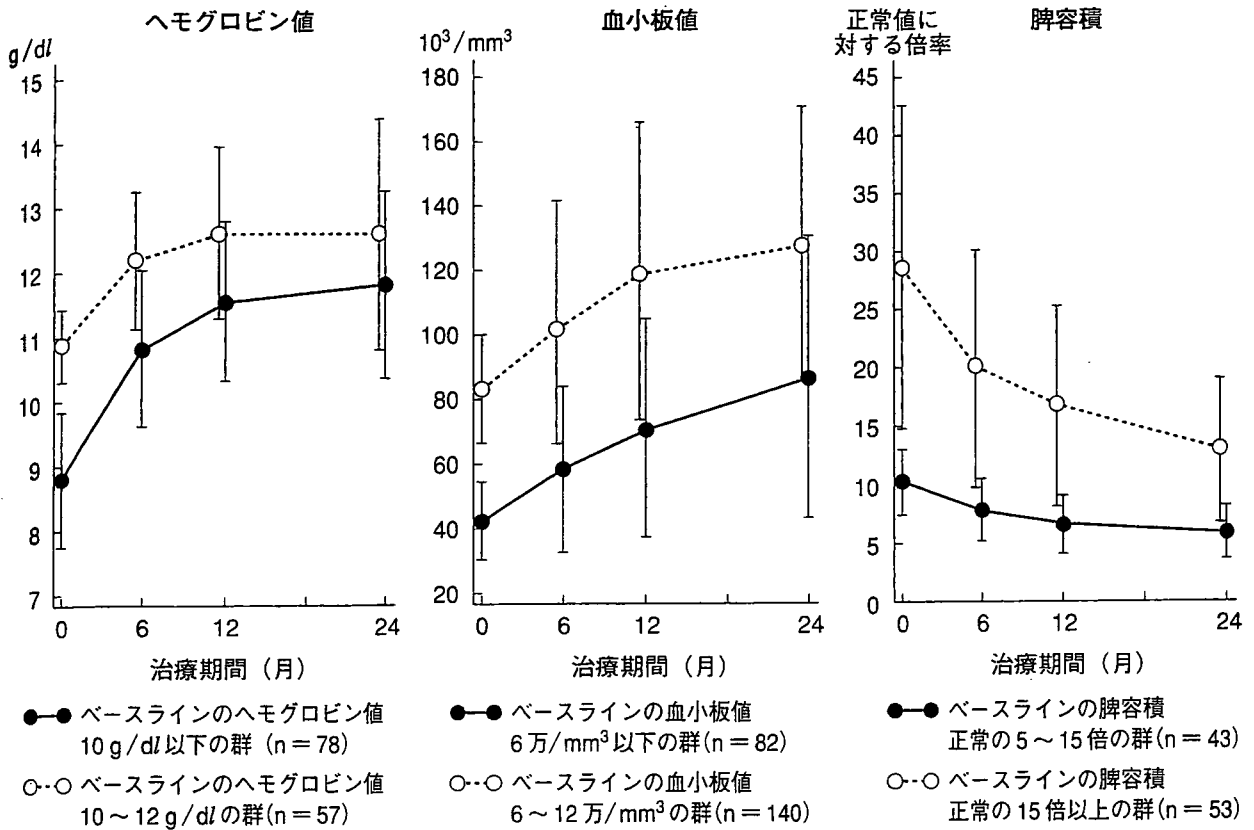 ヘモグロビン値
g/dl
15
14
13
12
11
10
9
8
7
0 6 12 24
治療期間（月）
●-● ベースラインのヘモグロビン値
10 g/dl以下の群（n＝78）
○--○ ベースラインのヘモグロビン値
10～12 g/dlの群(n＝57)
血小板値
10³/mm³
180
160
140
120
100
80
60
40
20
0 6 12 24
治療期間（月）
●-● ベースラインの血小板値
6万/mm³以下の群(n＝82)
○--○ ベースラインの血小板値
6～12万/mm³の群(n＝140)
脾容積
正常値に
対する倍率
45
40
35
30
25
20
15
10
5
0
0 6 12 24
治療期間（月）
●-● ベースラインの脾容積
正常の5～15倍の群(n＝43)
○--○ ベースラインの脾容積
正常の15倍以上の群(n＝53)